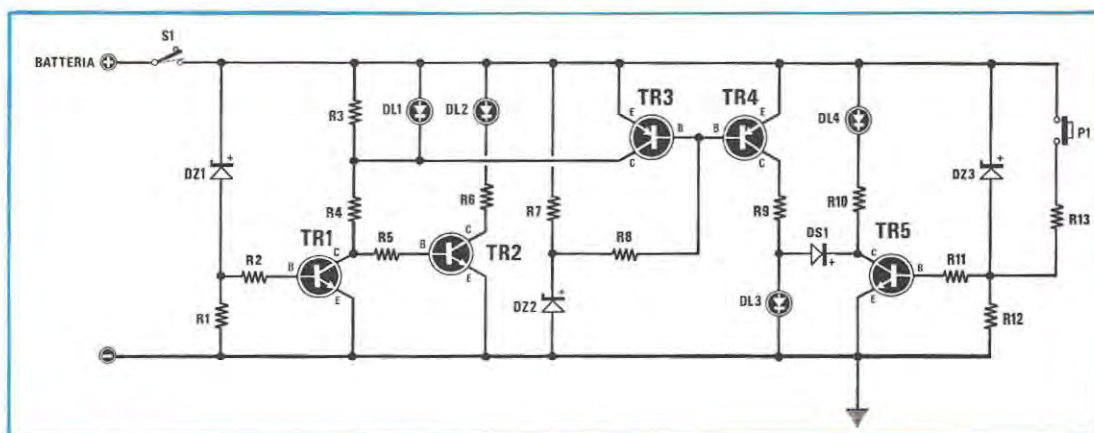 S1
BATTERIA +
R3
DL1
DL2
E
TR3
B
C
TR4
B
E
C
DL4
P1
DZ1
+
R4
R6
R7
R8
R9
R10
DZ3
+
R13
R2
B
TR1
C
E
R5
B
C
TR2
E
DZ2
+
DS1
+
DL3
C
TR5
B
E
R11
R12
R1
−